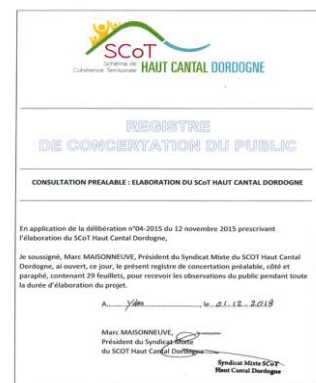 SCoT
Schéma de
Cohérence Territoriale HAUT CANTAL DORDOGNE
REGISTRE
DE CONCERTATION DU PUBLIC
CONSULTATION PREALABLE : ELABORATION DU SCoT HAUT CANTAL DORDOGNE
En application de la délibération n°04-2015 du 12 novembre 2015 prescrivant
l'élaboration du SCoT Haut Cantal Dordogne,
Je soussigné, Marc MAISONNEUVE, Président du Syndicat Mixte du SCOT Haut Cantal
Dordogne, ai ouvert, ce jour, le présent registre de concertation préalable, côté et
paraphé, contenant 29 feuillets, pour recevoir les observations du public pendant toute
la durée d'élaboration du projet.
A Ydes, le 01.12.2018
Marc MAISONNEUVE,
Président du Syndicat Mixte
du SCOT Haut Cantal Dordogne
Syndicat Mixte SCoT
Haut Cantal Dordogne